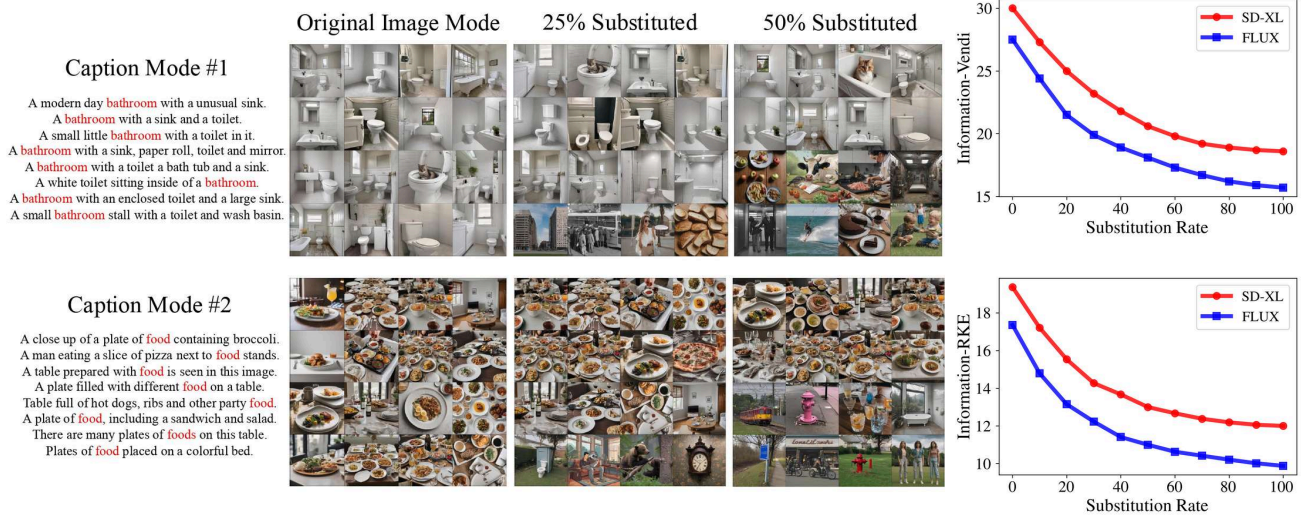 Original Image Mode
25% Substituted
50% Substituted
Caption Mode #1
A modern day bathroom with a unusual sink.
A bathroom with a sink and a toilet.
A small little bathroom with a toilet in it.
A bathroom with a sink, paper roll, toilet and mirror.
A bathroom with a toilet a bath tub and a sink.
A white toilet sitting inside of a bathroom.
A bathroom with an enclosed toilet and a large sink.
A small bathroom stall with a toilet and wash basin.
Information-Vendi
30
25
20
15
SD-XL
FLUX
0 20 40 60 80 100
Substitution Rate
Caption Mode #2
A close up of a plate of food containing broccoli.
A man eating a slice of pizza next to food stands.
A table prepared with food is seen in this image.
A plate filled with different food on a table.
Table full of hot dogs, ribs and other party food.
A plate of food, including a sandwich and salad.
There are many plates of foods on this table.
Plates of food placed on a colorful bed.
Information-RKE
18
16
14
12
10
SD-XL
FLUX
0 20 40 60 80 100
Substitution Rate